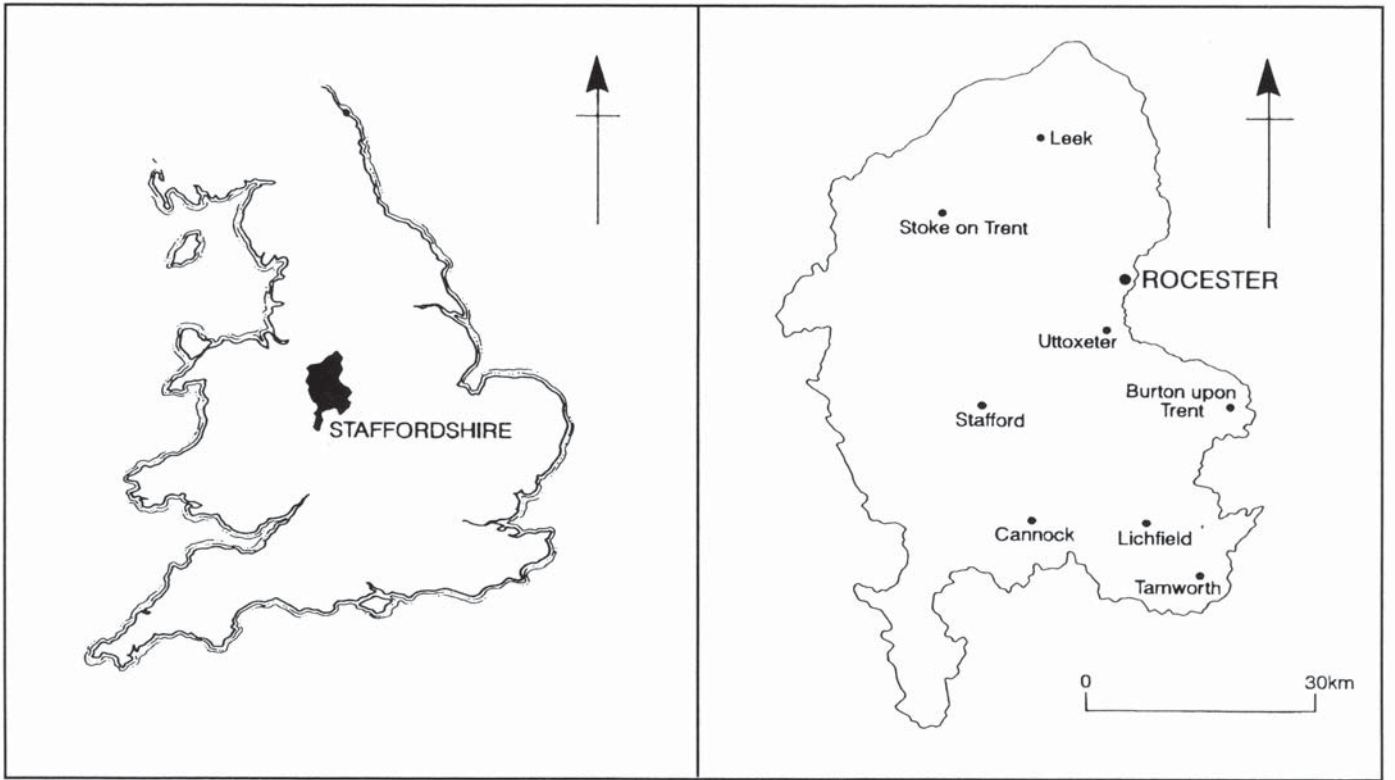 STAFFORDSHIRE
Leek
Stoke on Trent
ROCESTER
Uttoxeter
Burton upon
Trent
Stafford
Cannock
Lichfield
Tamworth
0 30km